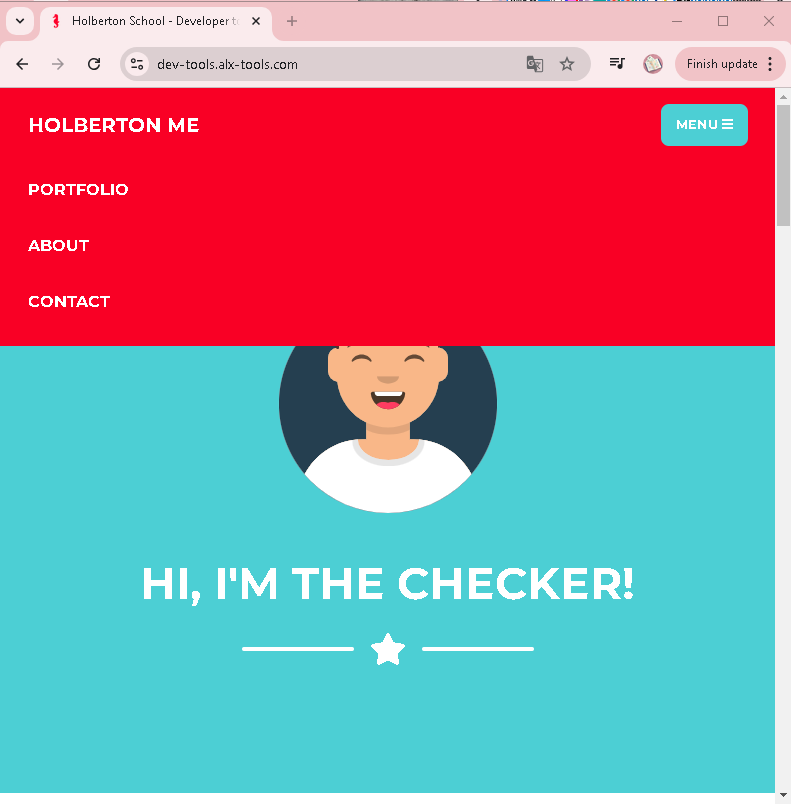 Holberton School - Developer t
dev-tools.alx-tools.com
Finish update
HOLBERTON ME
MENU
PORTFOLIO
ABOUT
CONTACT
HI, I'M THE CHECKER!